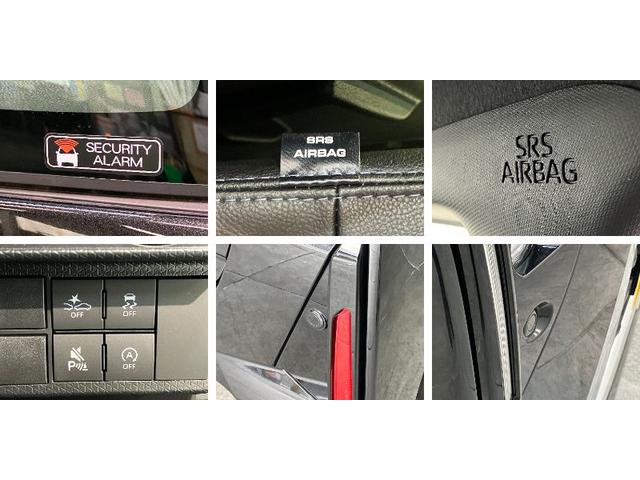 SECURITY
ALARM
SRS
AIRBAG
SRS
AIRBAG
OFF
OFF
P
A
OFF